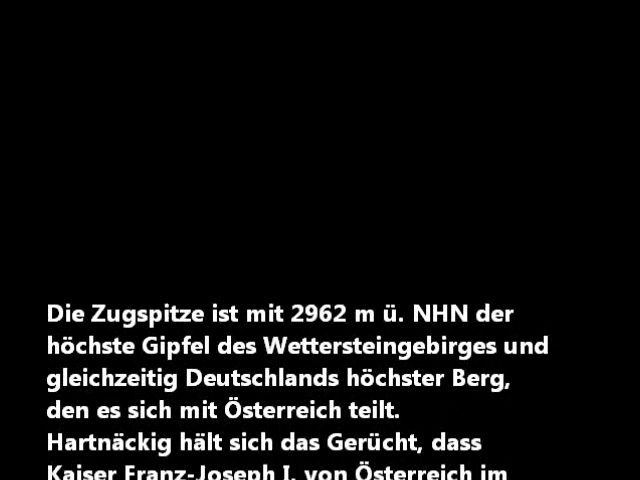 Die Zugspitze ist mit 2962 m ü. NHN der
höchste Gipfel des Wettersteingebirges und
gleichzeitig Deutschlands höchster Berg,
den es sich mit Österreich teilt.
Hartnäckig hält sich das Gerücht, dass
Kaiser Franz-Joseph I. von Österreich im